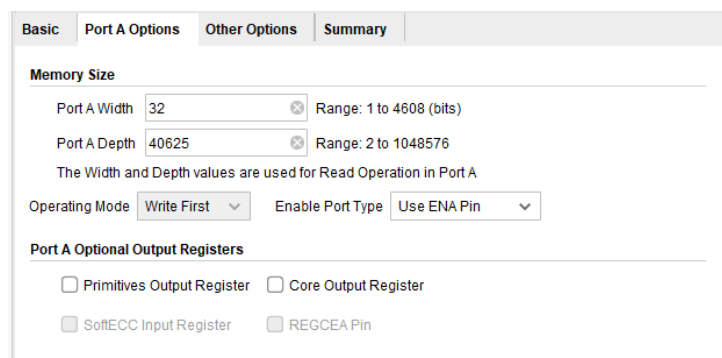 Basic Port A Options Other Options Summary
Memory Size
Port A Width 32 Range: 1 to 4608 (bits)
Port A Depth 40625 Range: 2 to 1048576
The Width and Depth values are used for Read Operation in Port A
Operating Mode Write First Enable Port Type Use ENA Pin
Port A Optional Output Registers
Primitives Output Register Core Output Register
SoftECC Input Register REGCEA Pin